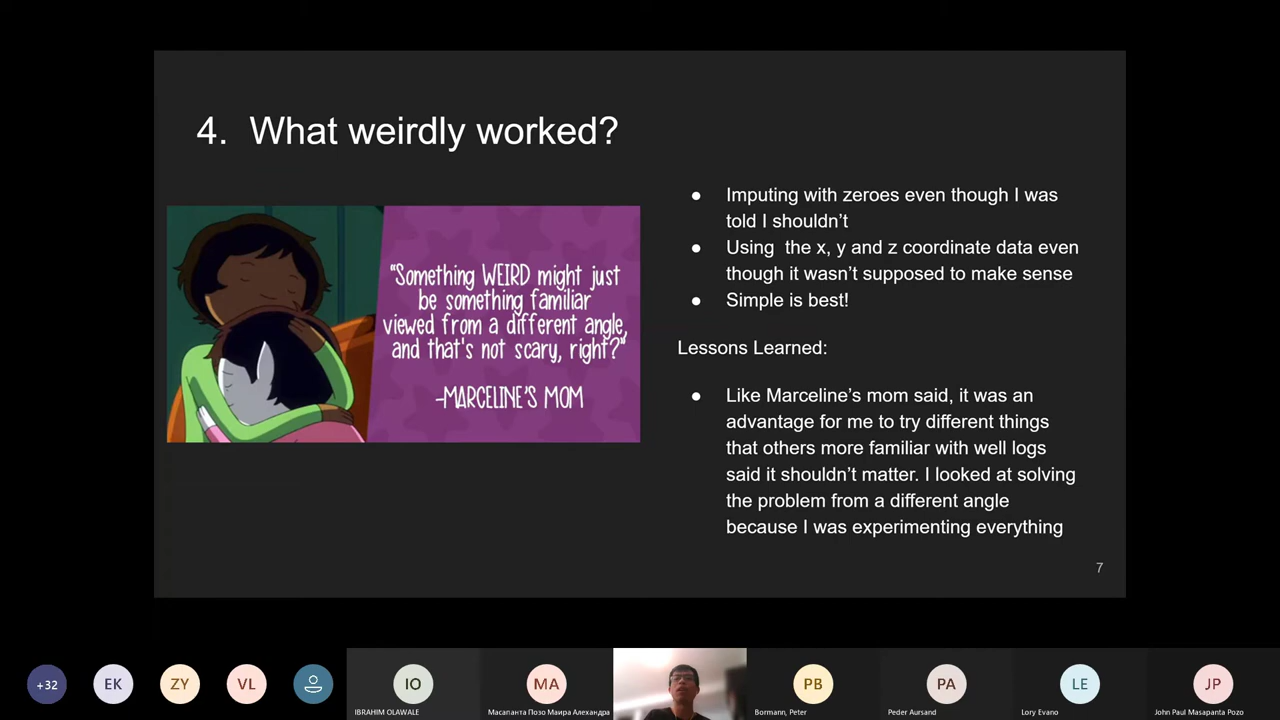 4. What weirdly worked?
"Something WEIRD might just
be something familiar
viewed from a different angle,
and that's not scary, right?"
-MARCELINE'S MOM
● Imputing with zeroes even though I was
told I shouldn't
● Using the x, y and z coordinate data even
though it wasn't supposed to make sense
● Simple is best!
Lessons Learned:
● Like Marceline's mom said, it was an
advantage for me to try different things
that others more familiar with well logs
said it shouldn't matter. I looked at solving
the problem from a different angle
because I was experimenting everything
7
+32
EK
ZY
VL
IO
IBRAHIM OLAWALE
MA
Масапанта Позо Маира Алехандра
PB
Bormann, Peter
PA
Peder Aursand
LE
Lory Evano
JP
John Paul Masapanta Pozo